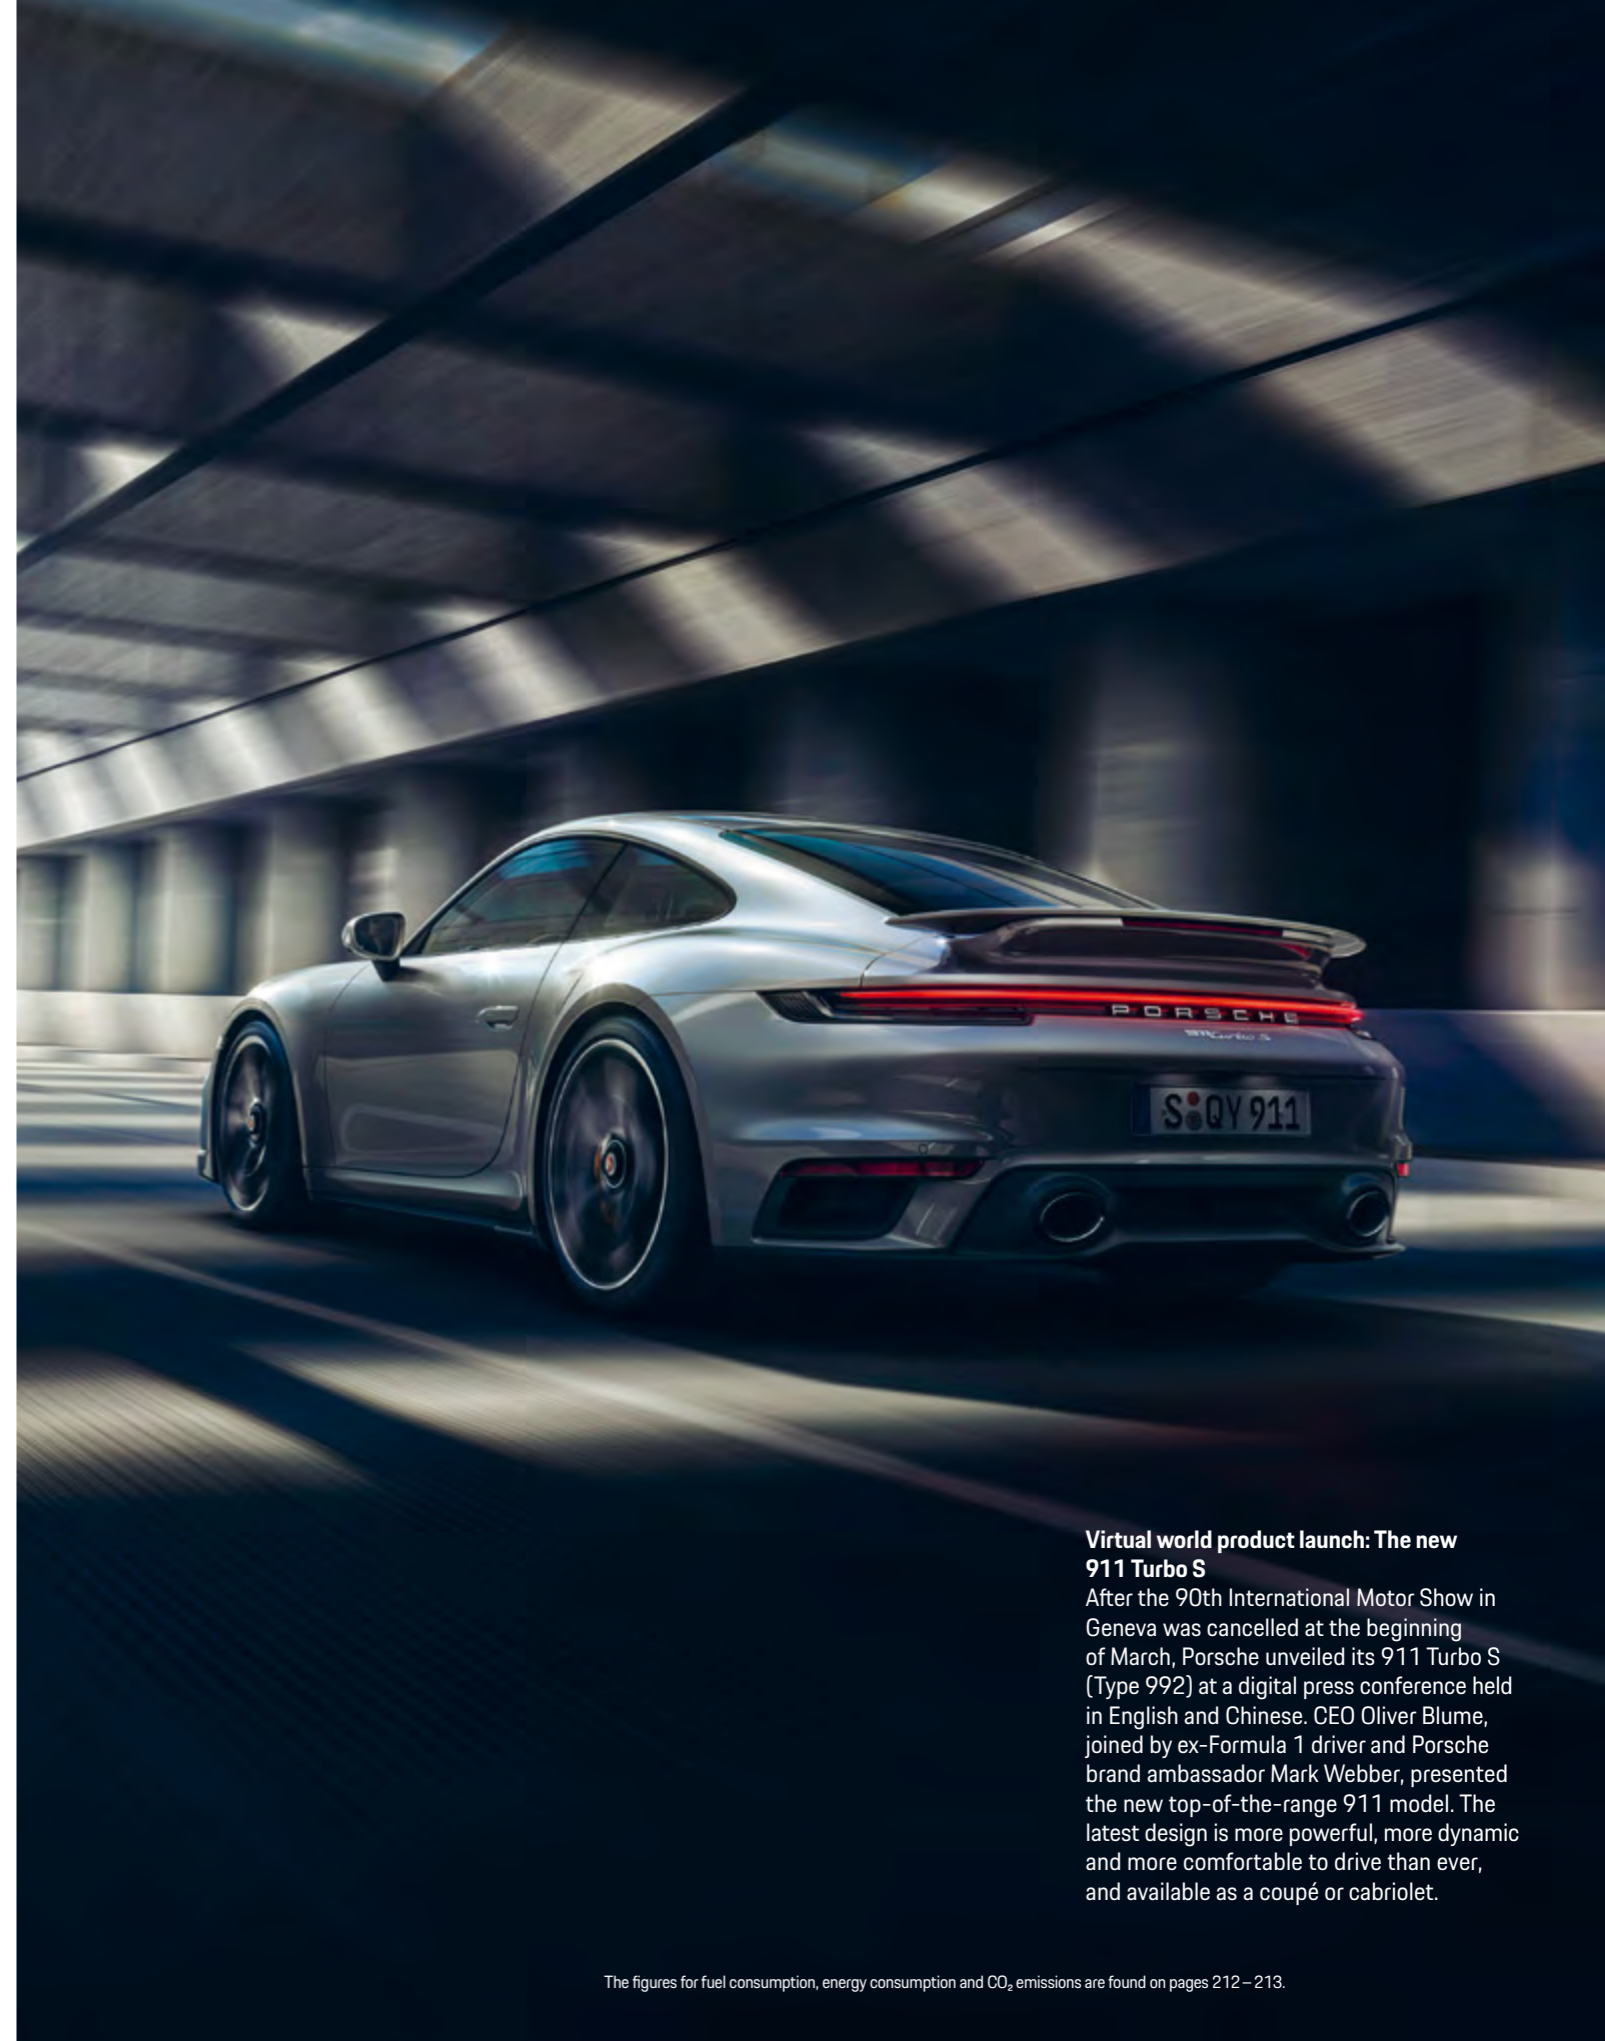 PORSCHE
911 turbo S
S QY 911
Virtual world product launch: The new
911 Turbo S
After the 90th International Motor Show in
Geneva was cancelled at the beginning
of March, Porsche unveiled its 911 Turbo S
(Type 992) at a digital press conference held
in English and Chinese. CEO Oliver Blume,
joined by ex-Formula 1 driver and Porsche
brand ambassador Mark Webber, presented
the new top-of-the-range 911 model. The
latest design is more powerful, more dynamic
and more comfortable to drive than ever,
and available as a coupé or cabriolet.
The figures for fuel consumption, energy consumption and CO₂ emissions are found on pages 212–213.